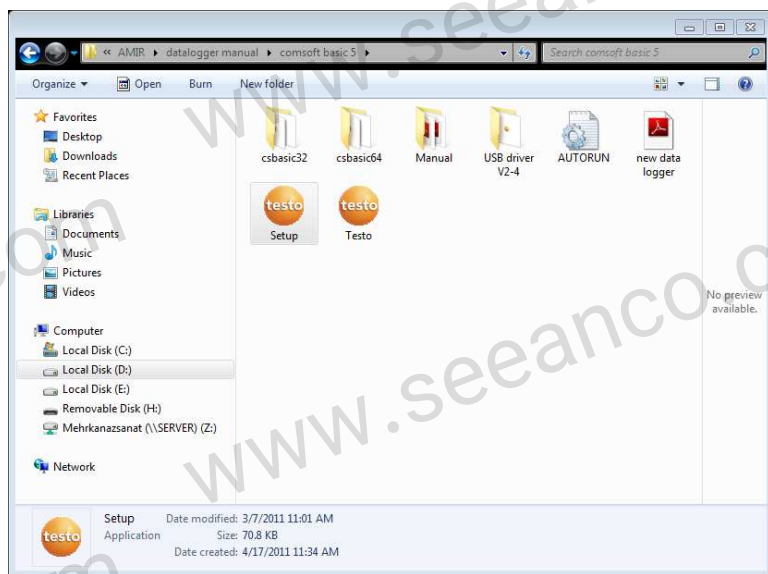 « AMIR ▸ datalogger manual ▸ comsoft basic 5 ▸
Search comsoft basic 5
Organize ▾ Open Burn New folder
Favorites
Desktop
Downloads
Recent Places
Libraries
Documents
Music
Pictures
Videos
Computer
Local Disk (C:)
Local Disk (D:)
Local Disk (E:)
Removable Disk (H:)
Mehrkanazsanat (\\SERVER) (Z:)
Network
csbasic32 csbasic64 Manual USB driver V2-4 AUTORUN new data logger
testo testo
Setup Testo
No preview
available.
testo
Setup Date modified: 3/7/2011 11:01 AM
Application Size: 70.8 KB
Date created: 4/17/2011 11:34 AM
www.seeanco.com
www.seeanco.com